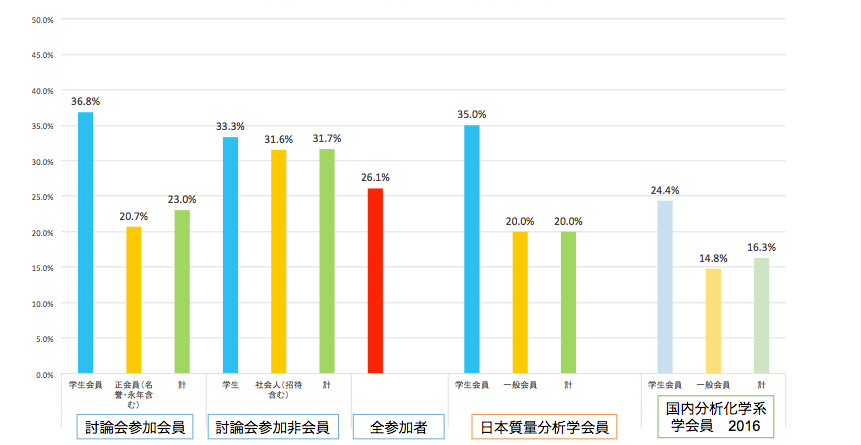 50.0%
45.0%
40.0%
35.0%
30.0%
25.0%
20.0%
15.0%
10.0%
5.0%
0.0%
36.8%
20.7%
23.0%
33.3%
31.6%
31.7%
26.1%
35.0%
20.0%
20.0%
24.4%
14.8%
16.3%
学生会員
正会員(名
誉・永年含
む)
計
学生
社会人(招待
含む)
計
学生会員
一般会員
計
学生会員
一般会員
計
討論会参加会員
討論会参加非会員
全参加者
日本質量分析学会員
国内分析化学系
学会員 2016